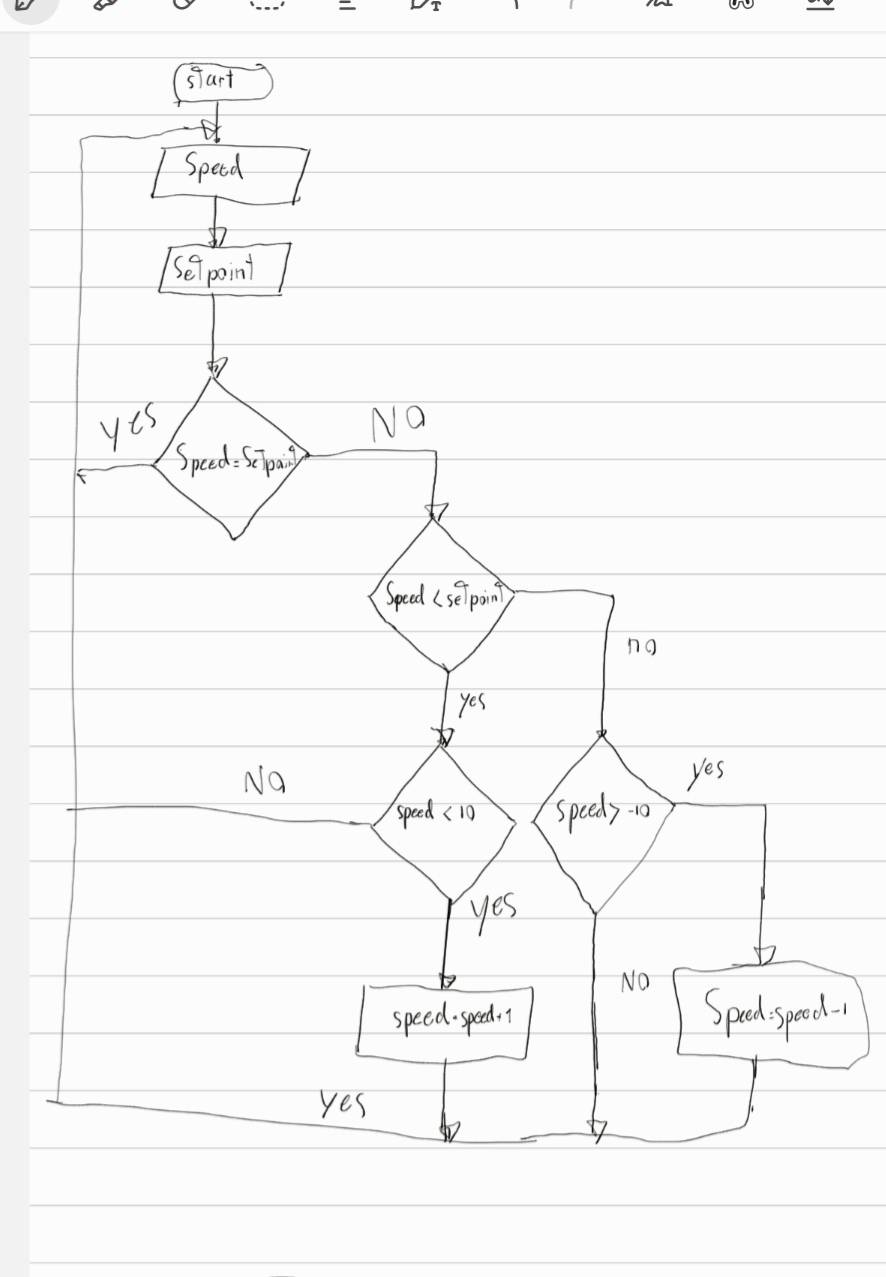 start
Speed
Setpoint
yes
NO
Speed=Setpoint
Speed < setpoint
no
yes
NO
yes
speed < 10
Speed > -10
yes
NO
speed=speed+1
Speed=speed-1
yes